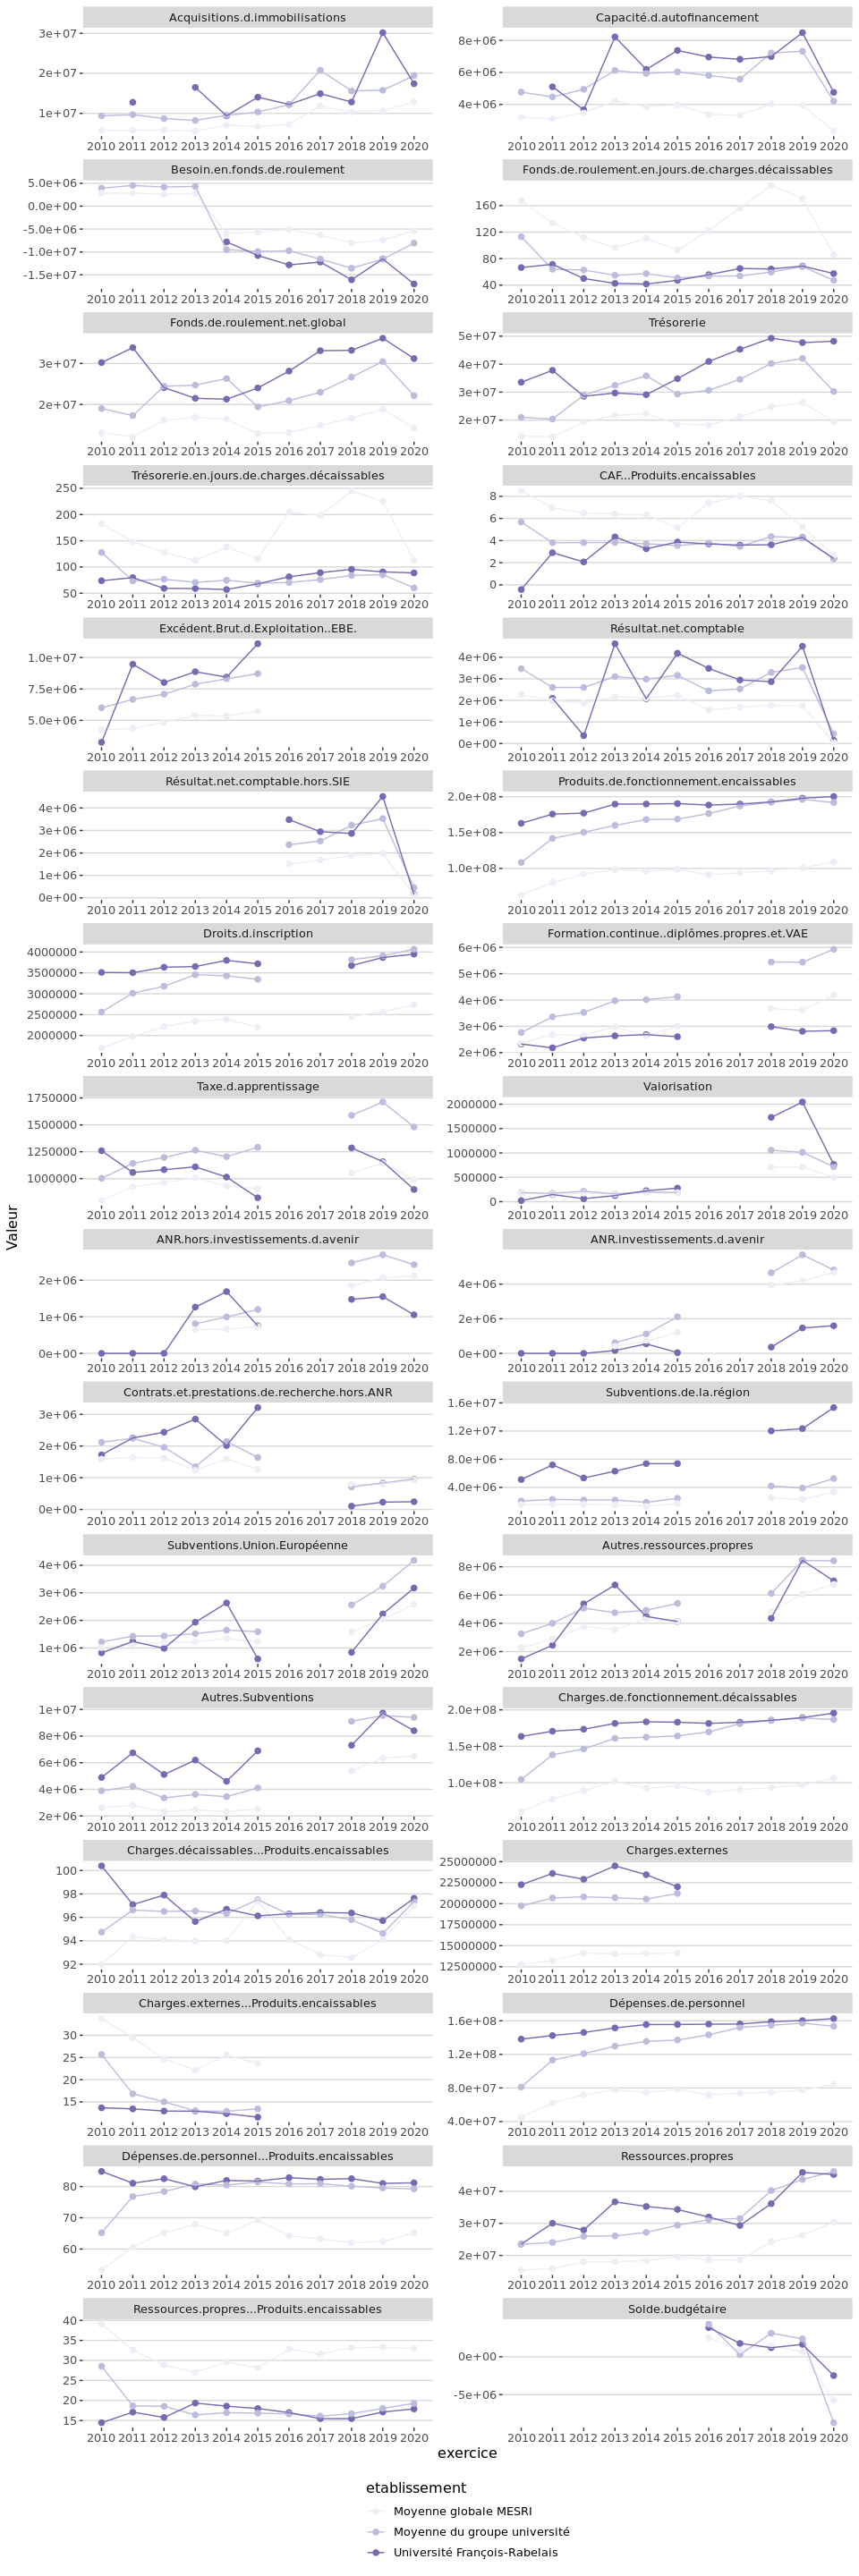 Acquisitions.d.immobilisations
3e+07
2e+07
1e+07
2010 2011 2012 2013 2014 2015 2016 2017 2018 2019 2020
Capacité.d.autofinancement
8e+06
6e+06
4e+06
2010 2011 2012 2013 2014 2015 2016 2017 2018 2019 2020
Besoin.en.fonds.de.roulement
5.0e+06
0.0e+00
-5.0e+06
-1.0e+07
-1.5e+07
2010 2011 2012 2013 2014 2015 2016 2017 2018 2019 2020
Fonds.de.roulement.en.jours.de.charges.décaissables
160
120
80
40
2010 2011 2012 2013 2014 2015 2016 2017 2018 2019 2020
Fonds.de.roulement.net.global
3e+07
2e+07
2010 2011 2012 2013 2014 2015 2016 2017 2018 2019 2020
Trésorerie
5e+07
4e+07
3e+07
2e+07
2010 2011 2012 2013 2014 2015 2016 2017 2018 2019 2020
Trésorerie.en.jours.de.charges.décaissables
250
200
150
100
50
2010 2011 2012 2013 2014 2015 2016 2017 2018 2019 2020
CAF...Produits.encaissables
8
6
4
2
0
2010 2011 2012 2013 2014 2015 2016 2017 2018 2019 2020
Excédent.Brut.d.Exploitation..EBE.
1.0e+07
7.5e+06
5.0e+06
2010 2011 2012 2013 2014 2015 2016 2017 2018 2019 2020
Résultat.net.comptable
4e+06
3e+06
2e+06
1e+06
0e+00
2010 2011 2012 2013 2014 2015 2016 2017 2018 2019 2020
Résultat.net.comptable.hors.SIE
4e+06
3e+06
2e+06
1e+06
0e+00
2010 2011 2012 2013 2014 2015 2016 2017 2018 2019 2020
Produits.de.fonctionnement.encaissables
2.0e+08
1.5e+08
1.0e+08
2010 2011 2012 2013 2014 2015 2016 2017 2018 2019 2020
Droits.d.inscription
4000000
3500000
3000000
2500000
2000000
2010 2011 2012 2013 2014 2015 2016 2017 2018 2019 2020
Formation.continue..diplômes.propres.et.VAE
6e+06
5e+06
4e+06
3e+06
2e+06
2010 2011 2012 2013 2014 2015 2016 2017 2018 2019 2020
Taxe.d.apprentissage
1750000
1500000
1250000
1000000
2010 2011 2012 2013 2014 2015 2016 2017 2018 2019 2020
Valorisation
2000000
1500000
1000000
500000
0
2010 2011 2012 2013 2014 2015 2016 2017 2018 2019 2020
Valeur
ANR.hors.investissements.d.avenir
2e+06
1e+06
0e+00
2010 2011 2012 2013 2014 2015 2016 2017 2018 2019 2020
ANR.investissements.d.avenir
4e+06
2e+06
0e+00
2010 2011 2012 2013 2014 2015 2016 2017 2018 2019 2020
Contrats.et.prestations.de.recherche.hors.ANR
3e+06
2e+06
1e+06
0e+00
2010 2011 2012 2013 2014 2015 2016 2017 2018 2019 2020
Subventions.de.la.région
1.6e+07
1.2e+07
8.0e+06
4.0e+06
2010 2011 2012 2013 2014 2015 2016 2017 2018 2019 2020
Subventions.Union.Européenne
4e+06
3e+06
2e+06
1e+06
2010 2011 2012 2013 2014 2015 2016 2017 2018 2019 2020
Autres.ressources.propres
8e+06
6e+06
4e+06
2e+06
2010 2011 2012 2013 2014 2015 2016 2017 2018 2019 2020
Autres.Subventions
1e+07
8e+06
6e+06
4e+06
2e+06
2010 2011 2012 2013 2014 2015 2016 2017 2018 2019 2020
Charges.de.fonctionnement.décaissables
2.0e+08
1.5e+08
1.0e+08
2010 2011 2012 2013 2014 2015 2016 2017 2018 2019 2020
Charges.décaissables...Produits.encaissables
100
98
96
94
92
2010 2011 2012 2013 2014 2015 2016 2017 2018 2019 2020
Charges.externes
25000000
22500000
20000000
17500000
15000000
12500000
2010 2011 2012 2013 2014 2015 2016 2017 2018 2019 2020
Charges.externes...Produits.encaissables
30
25
20
15
2010 2011 2012 2013 2014 2015 2016 2017 2018 2019 2020
Dépenses.de.personnel
1.6e+08
1.2e+08
8.0e+07
4.0e+07
2010 2011 2012 2013 2014 2015 2016 2017 2018 2019 2020
Dépenses.de.personnel...Produits.encaissables
80
70
60
2010 2011 2012 2013 2014 2015 2016 2017 2018 2019 2020
Ressources.propres
4e+07
3e+07
2e+07
2010 2011 2012 2013 2014 2015 2016 2017 2018 2019 2020
Ressources.propres...Produits.encaissables
40
35
30
25
20
15
2010 2011 2012 2013 2014 2015 2016 2017 2018 2019 2020
Solde.budgétaire
0e+00
-5e+06
2010 2011 2012 2013 2014 2015 2016 2017 2018 2019 2020
exercice
etablissement
Moyenne globale MESRI
Moyenne du groupe université
Université François-Rabelais